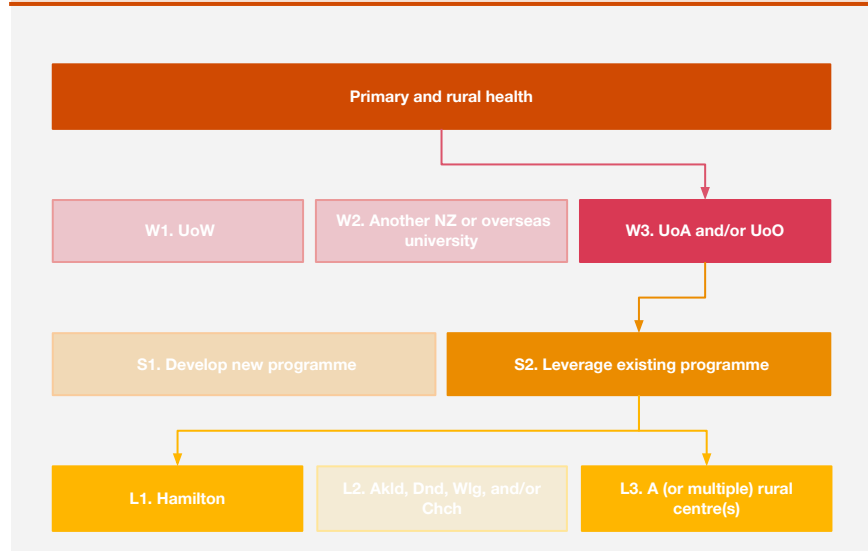 Primary and rural health
W1. UoW
W2. Another NZ or overseas
university
W3. UoA and/or UoO
S1. Develop new programme
S2. Leverage existing programme
L1. Hamilton
L2. Akld, Dnd, Wlg, and/or
Chch
L3. A (or multiple) rural
centre(s)